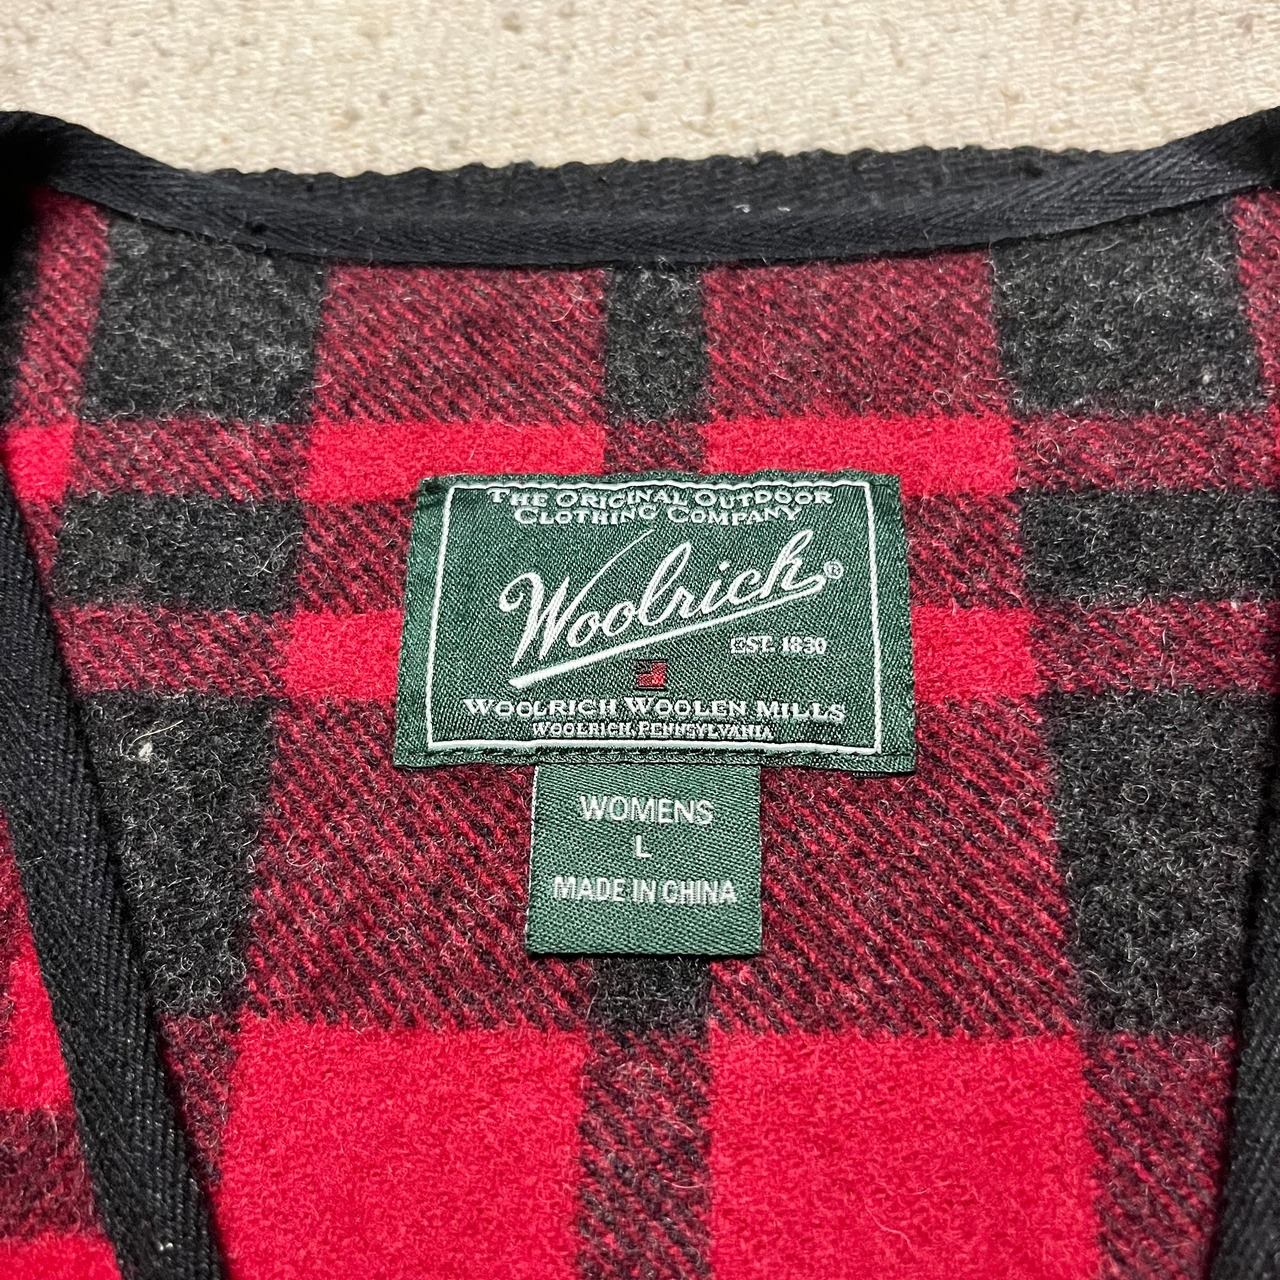 THE ORIGINAL OUTDOOR
CLOTHING COMPANY
Woolrich®
EST. 1830
WOOLRICH WOOLEN MILLS
WOOLRICH, PENNSYLVANIA
WOMENS
L
MADE IN CHINA